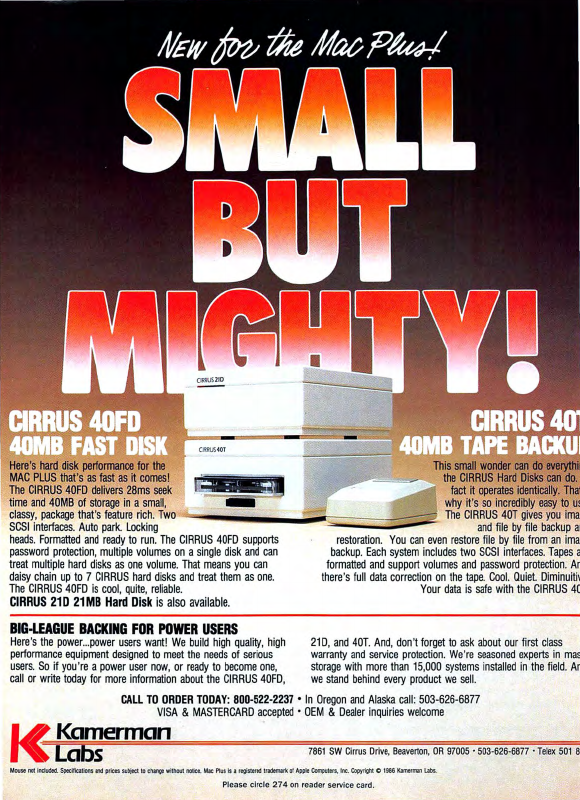 New for the Mac Plus!
SMALL
BUT
MIGHTY!
CIRRUS 21D
CIRRUS 40T
CIRRUS 40FD
40MB FAST DISK
Here's hard disk performance for the
MAC PLUS that's as fast as it comes!
The CIRRUS 40FD delivers 28ms seek
time and 40MB of storage in a small,
classy, package that's feature rich. Two
SCSI interfaces. Auto park. Locking
heads. Formatted and ready to run. The CIRRUS 40FD supports
password protection, multiple volumes on a single disk and can
treat multiple hard disks as one volume. That means you can
daisy chain up to 7 CIRRUS hard disks and treat them as one.
The CIRRUS 40FD is cool, quite, reliable.
CIRRUS 21D 21MB Hard Disk is also available.
CIRRUS 40T
40MB TAPE BACKU
This small wonder can do everythi
the CIRRUS Hard Disks can do.
fact it operates identically. Tha
why it's so incredibly easy to us
The CIRRUS 40T gives you ima
and file by file backup a
restoration. You can even restore file by file from an ima
backup. Each system includes two SCSI interfaces. Tapes a
formatted and support volumes and password protection. An
there's full data correction on the tape. Cool. Quiet. Diminutiv
Your data is safe with the CIRRUS 40
BIG-LEAGUE BACKING FOR POWER USERS
Here's the power...power users want! We build high quality, high
performance equipment designed to meet the needs of serious
users. So if you're a power user now, or ready to become one,
call or write today for more information about the CIRRUS 40FD,
21D, and 40T. And, don't forget to ask about our first class
warranty and service protection. We're seasoned experts in mas
storage with more than 15,000 systems installed in the field. An
we stand behind every product we sell.
CALL TO ORDER TODAY: 800-522-2237 • In Oregon and Alaska call: 503-626-6877
VISA & MASTERCARD accepted • OEM & Dealer inquiries welcome
Kamerman
Labs
7861 SW Cirrus Drive, Beaverton, OR 97005 • 503-626-6877 • Telex 501 8
Mouse not included. Specifications and prices subject to change without notice. Mac Plus is a registered trademark of Apple Computers, Inc. Copyright © 1986 Kamerman Labs.
Please circle 274 on reader service card.